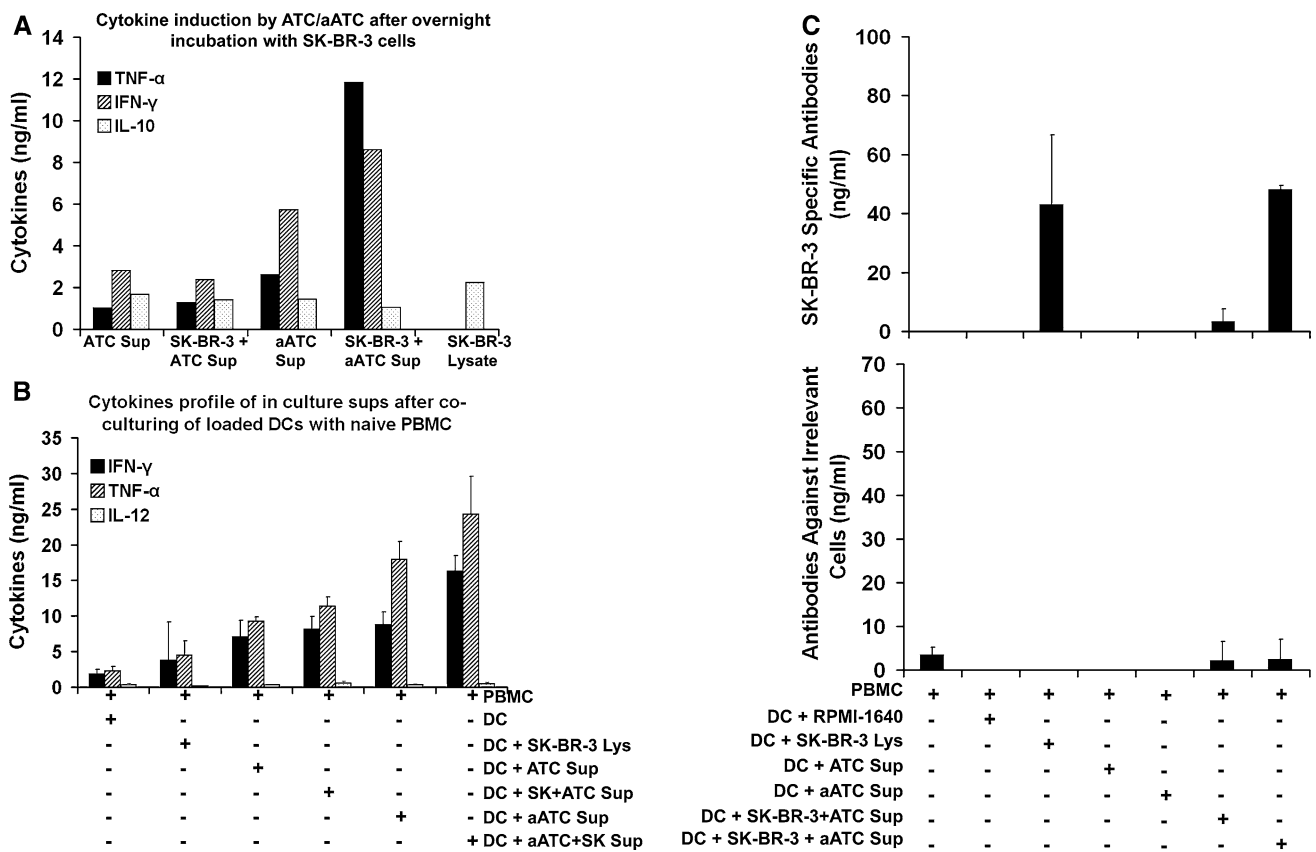 A
Cytokine induction by ATC/aATC after overnight
incubation with SK-BR-3 cells
Cytokines (ng/ml)
14
12
10
8
6
4
2
0
TNF-α
IFN-γ
IL-10
ATC Sup
SK-BR-3 +
ATC Sup
aATC
Sup
SK-BR-3 +
aATC Sup
SK-BR-3
Lysate
B
Cytokines profile of in culture sups after co-
culturing of loaded DCs with naive PBMC
Cytokines (ng/ml)
35
30
25
20
15
10
5
0
IFN-γ
TNF-α
IL-12
+ + + + + + PBMC
+ - - - - - DC
- + - - - - DC + SK-BR-3 Lys
- - + - - - DC + ATC Sup
- - - + - - DC + SK+ATC Sup
- - - - + - DC + aATC Sup
- - - - - + DC + aATC+SK Sup
C
SK-BR-3 Specific Antibodies
(ng/ml)
100
80
60
40
20
0
Antibodies Against Irrelevant
Cells (ng/ml)
70
60
50
40
30
20
10
0
PBMC + + + + + + +
DC + RPMI-1640 - + - - - - -
DC + SK-BR-3 Lys - - + - - - -
DC + ATC Sup - - - + - - -
DC + aATC Sup - - - - + - -
DC + SK-BR-3+ATC Sup - - - - - + -
DC + SK-BR-3 + aATC Sup - - - - - - +